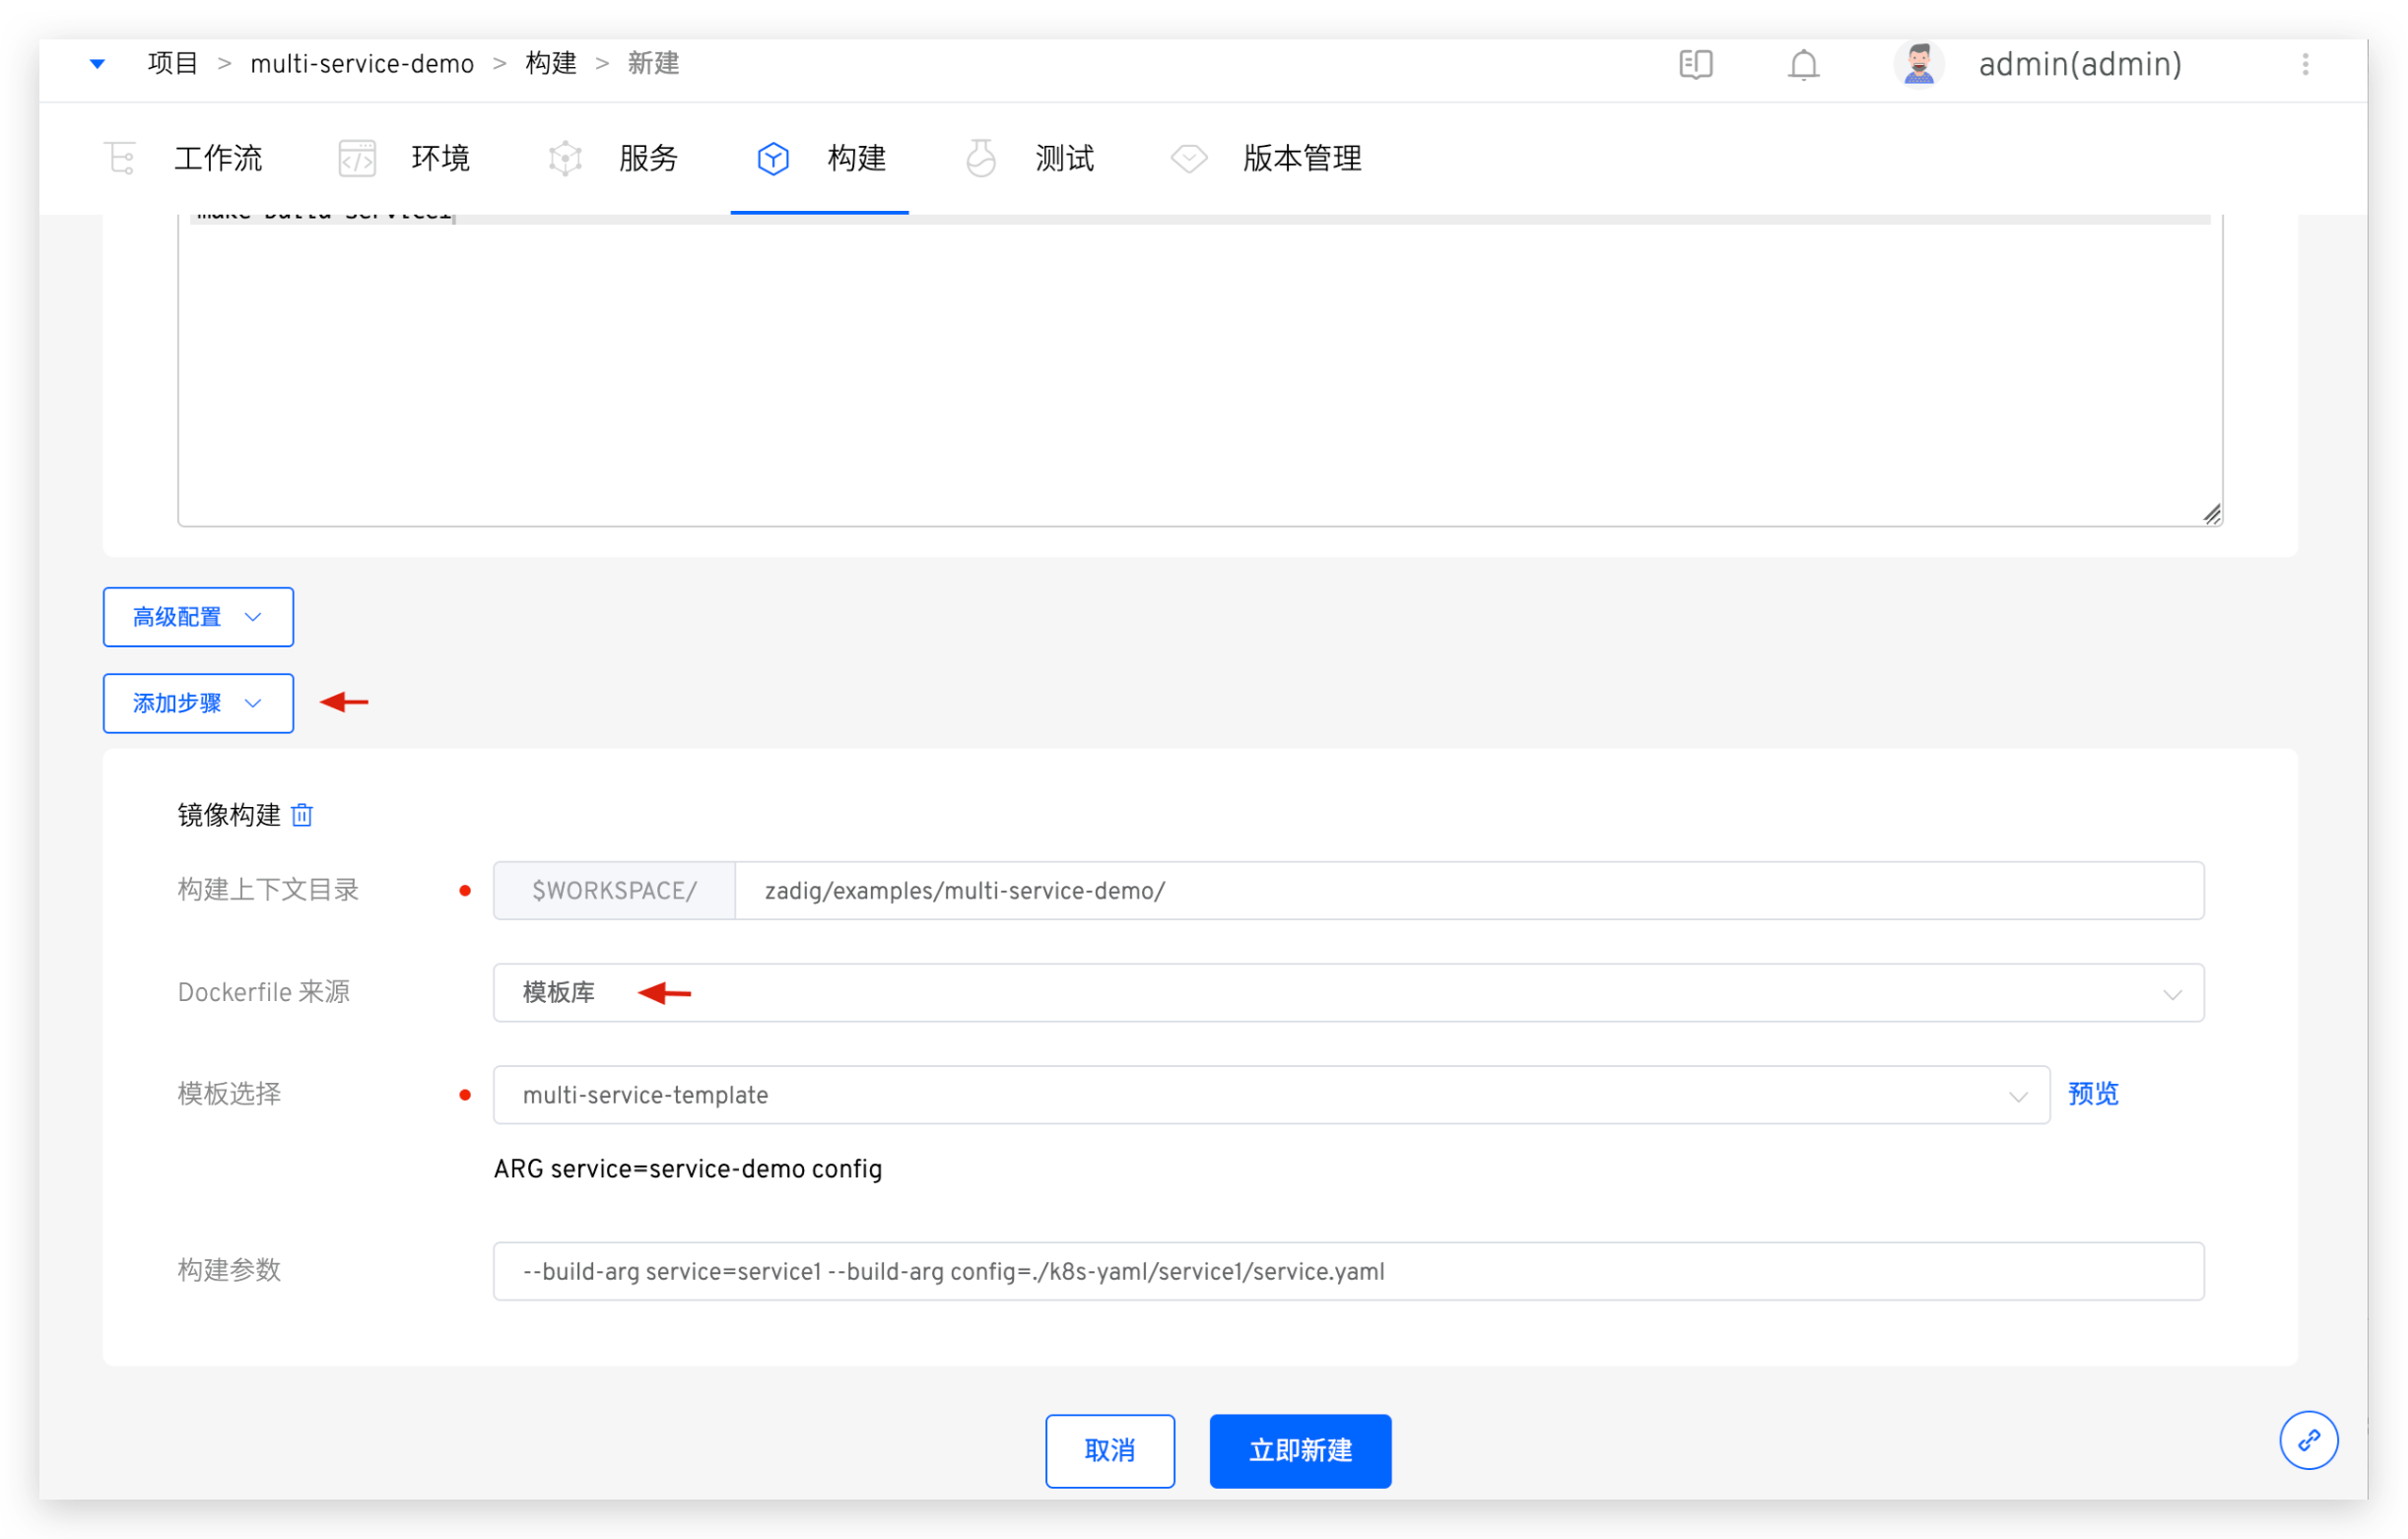 项目 > multi-service-demo > 构建 > 新建
admin(admin)
工作流 环境 服务 构建 测试 版本管理
make build service1
高级配置
添加步骤
镜像构建
构建上下文目录 $WORKSPACE/ zadig/examples/multi-service-demo/
Dockerfile 来源 模板库
模板选择 multi-service-template 预览
ARG service=service-demo config
构建参数 --build-arg service=service1 --build-arg config=./k8s-yaml/service1/service.yaml
取消 立即新建